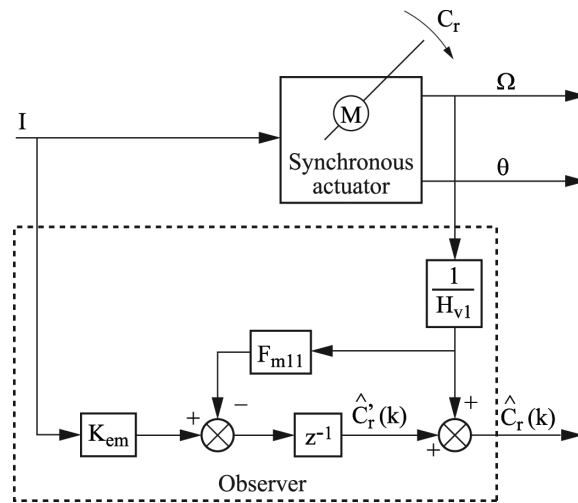 C_r
Ω
I
M
Synchronous
actuator
θ
1
H_v1
F_m11
−
+
+
K_em
z^-1
Ĉ'_r(k)
+
Ĉ_r(k)
Observer